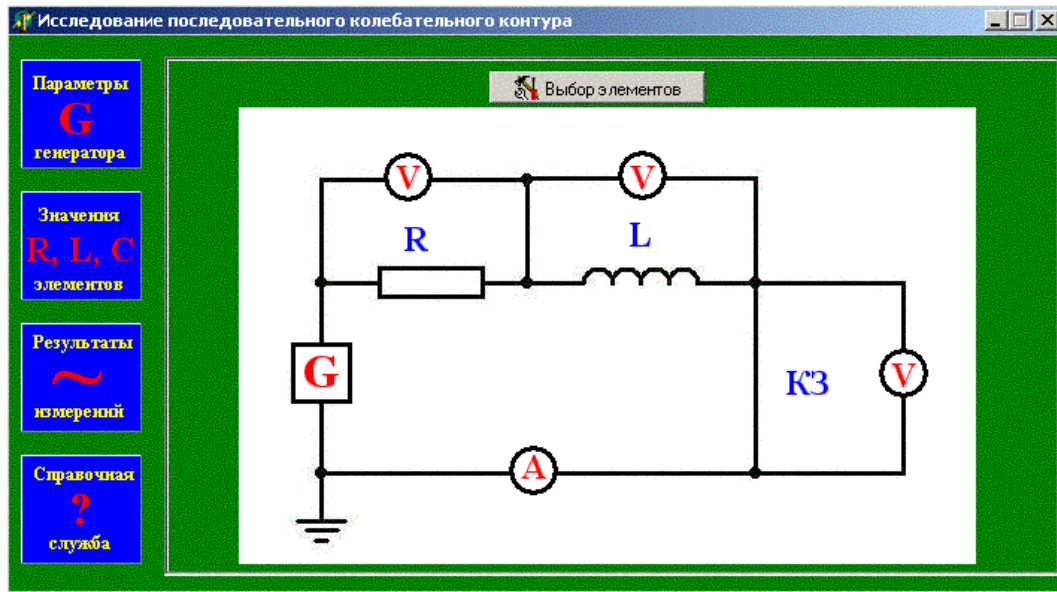 Исследование последовательного колебательного контура
Параметры
G
генератора
Значения
R, L, C
элементов
Результаты
~
измерений
Справочная
?
служба
Выбор элементов
V
V
R
L
G
КЗ
V
A